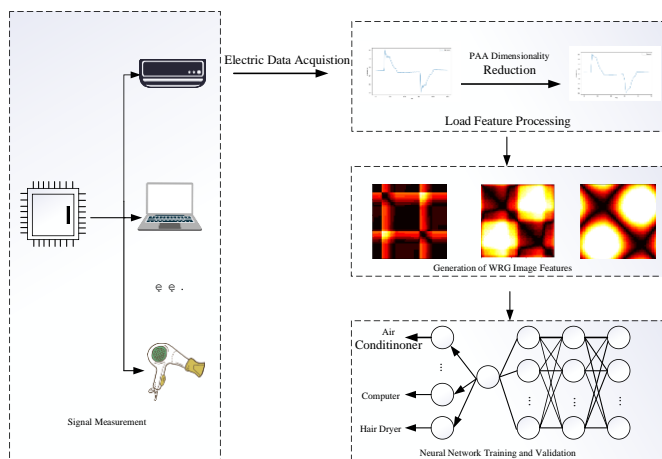 Electric Data Acquistion
PAA Dimensionality
Reduction
Load Feature Processing
Generation of WRG Image Features
ę ę .
Signal Measurement
Air
Conditinoner
...
Computer
Hair Dryer
⋮
⋮
⋮
Neural Network Training and Validation